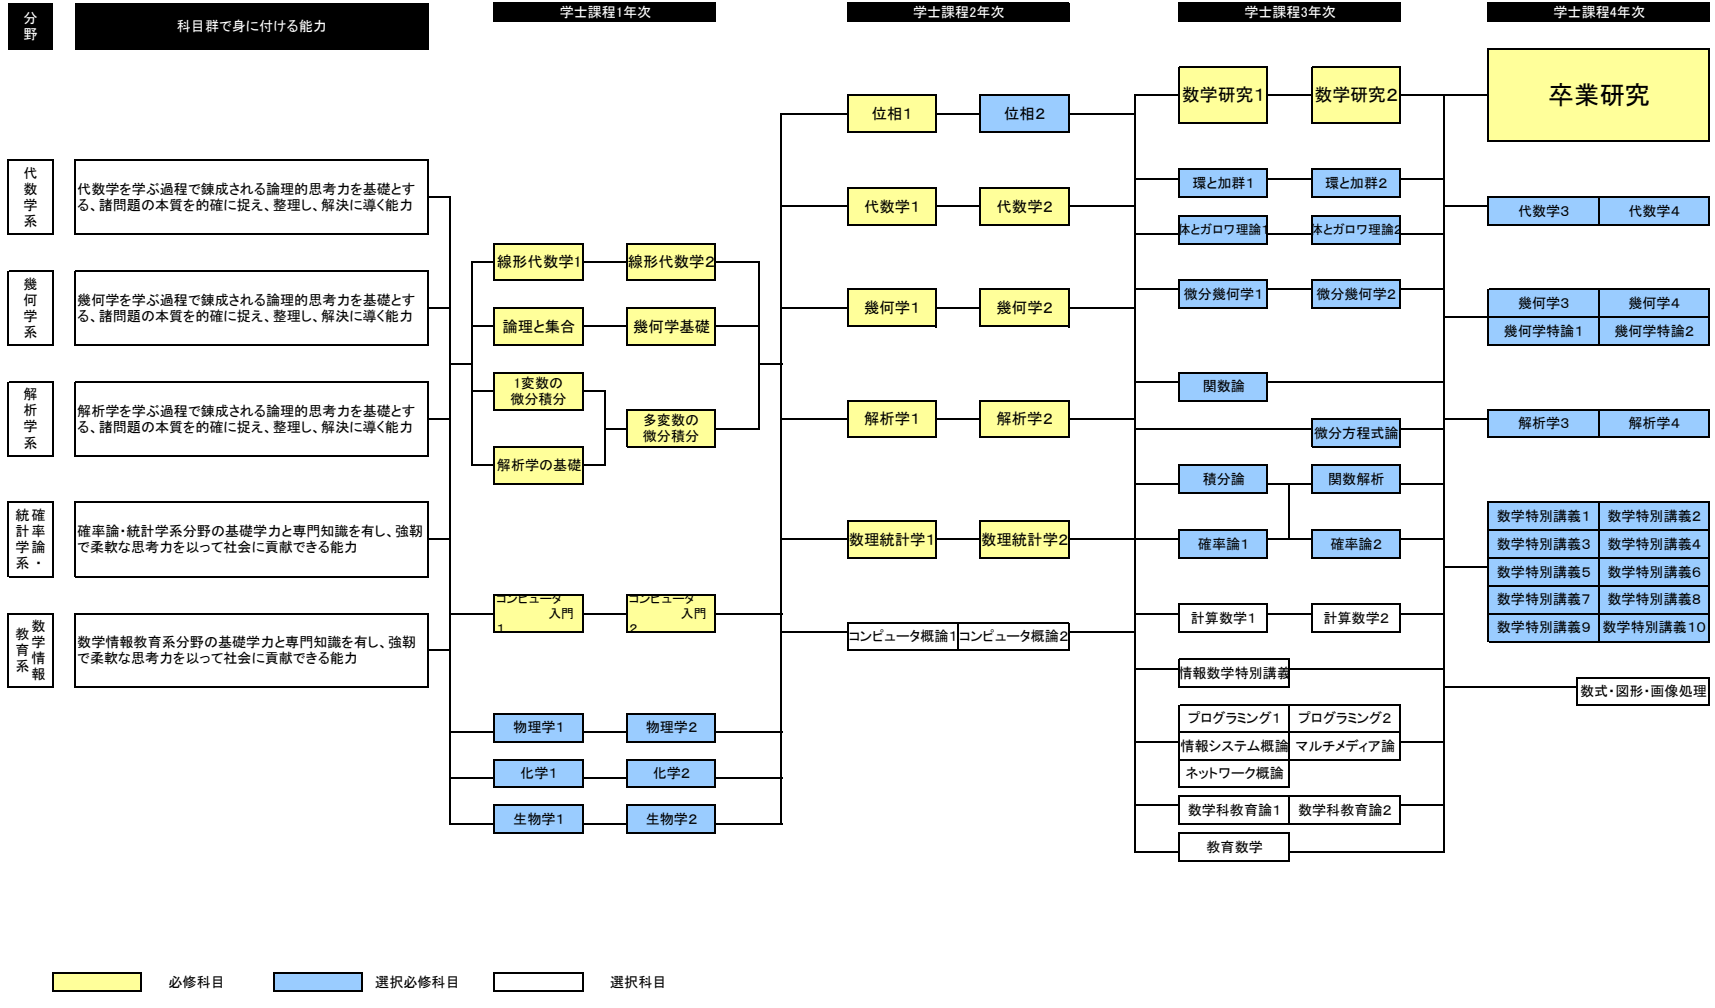 分野
科目群で身に付ける能力
学士課程1年次
学士課程2年次
学士課程3年次
学士課程4年次
代数学系
代数学を学ぶ過程で錬成される論理的思考力を基礎とす
る、諸問題の本質を的確に捉え、整理し、解決に導く能力
幾何学系
幾何学を学ぶ過程で錬成される論理的思考力を基礎とす
る、諸問題の本質を的確に捉え、整理し、解決に導く能力
解析学系
解析学を学ぶ過程で錬成される論理的思考力を基礎とす
る、諸問題の本質を的確に捉え、整理し、解決に導く能力
確率論・
統計学系
確率論・統計学系分野の基礎学力と専門知識を有し、強靭
で柔軟な思考力を以って社会に貢献できる能力
数学情報
教育系
数学情報教育系分野の基礎学力と専門知識を有し、強靭
で柔軟な思考力を以って社会に貢献できる能力
線形代数学1
線形代数学2
論理と集合
幾何学基礎
1変数の
微分積分
多変数の
微分積分
解析学の基礎
コンピュータ
入門
1
コンピュータ
入門
2
物理学1
物理学2
化学1
化学2
生物学1
生物学2
位相1
位相2
代数学1
代数学2
幾何学1
幾何学2
解析学1
解析学2
数理統計学1
数理統計学2
コンピュータ概論1
コンピュータ概論2
数学研究1
数学研究2
環と加群1
環と加群2
体とガロワ理論1
体とガロワ理論2
微分幾何学1
微分幾何学2
関数論
微分方程式論
積分論
関数解析
確率論1
確率論2
計算数学1
計算数学2
情報数学特別講義
プログラミング1
プログラミング2
情報システム概論
マルチメディア論
ネットワーク概論
数学科教育論1
数学科教育論2
教育数学
卒業研究
代数学3
代数学4
幾何学3
幾何学4
幾何学特論1
幾何学特論2
解析学3
解析学4
数学特別講義1
数学特別講義2
数学特別講義3
数学特別講義4
数学特別講義5
数学特別講義6
数学特別講義7
数学特別講義8
数学特別講義9
数学特別講義10
数式・図形・画像処理
必修科目
選択必修科目
選択科目